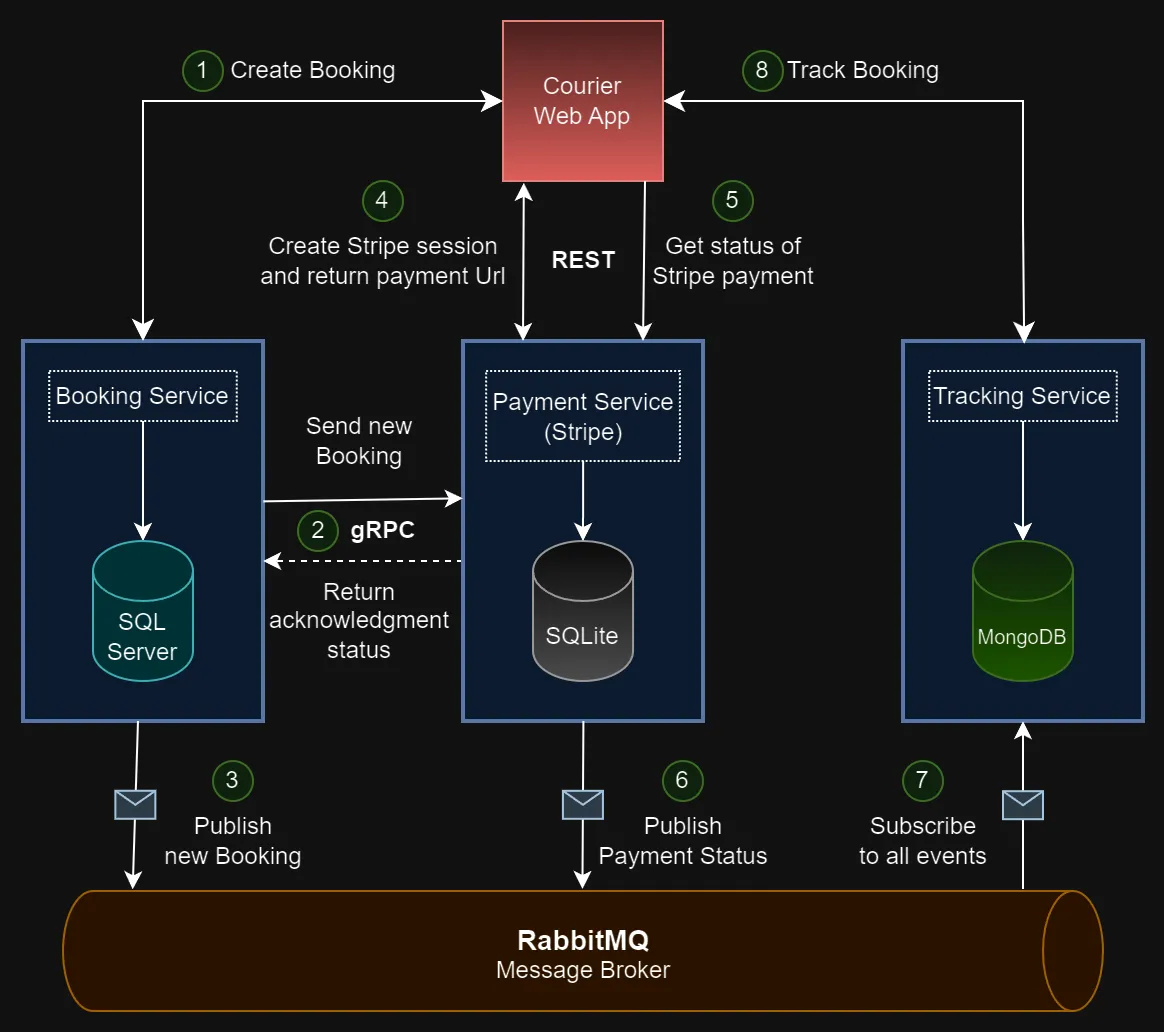 1 Create Booking
Courier
Web App
8 Track Booking
4
Create Stripe session
and return payment Url
REST
5
Get status of
Stripe payment
Booking Service
SQL
Server
Send new
Booking
2 gRPC
Return
acknowledgment
status
Payment Service
(Stripe)
SQLite
Tracking Service
MongoDB
3
Publish
new Booking
6
Publish
Payment Status
7
Subscribe
to all events
RabbitMQ
Message Broker